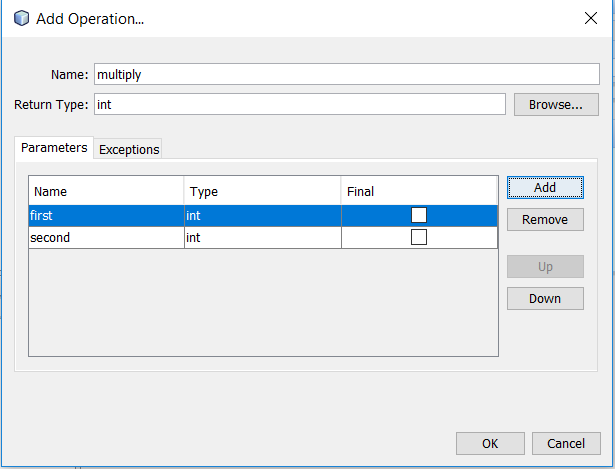 Add Operation...
Name: multiply
Return Type: int Browse...
Parameters Exceptions
Name Type Final Add
first int
Remove
second int
Up
Down
OK Cancel